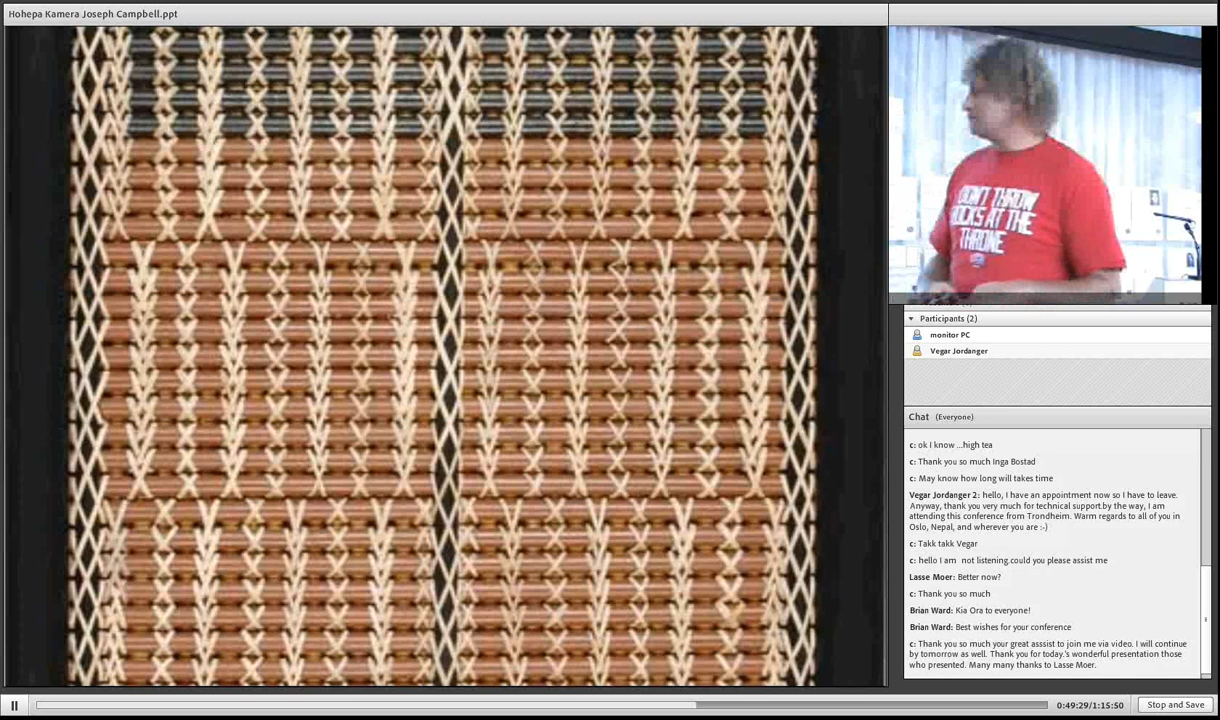 Hohepa Kamera Joseph Campbell.ppt
DON'T THROW
ROCKS AT THE
THRONE
Participants (2)
monitor PC
Vegar Jordanger
Chat (Everyone)
c: ok I know ...high tea
c: Thank you so much Inga Bostad
c: May know how long will takes time
Vegar Jordanger 2: hello, I have an appointment now so I have to leave.
Anyway, thank you very much for technical support.by the way, I am
attending this conference from Trondheim. Warm regards to all of you in
Oslo, Nepal, and wherever you are :-)
c: Takk takk Vegar
c: hello I am not listening.could you please assist me
Lasse Moer: Better now?
c: Thank you so much
Brian Ward: Kia Ora to everyone!
Brian Ward: Best wishes for your conference
c: Thank you so much your great asssist to join me via video. I will continue
by tomorrow as well. Thank you for today.'s wonderful presentation those
who presented. Many many thanks to Lasse Moer.
0:49:29/1:15:50
Stop and Save